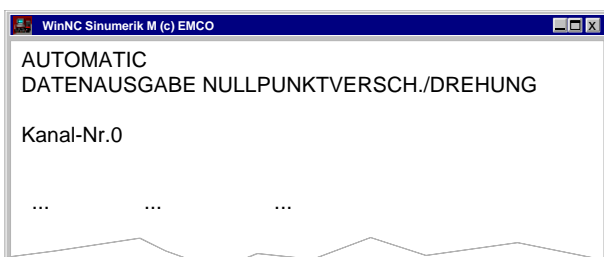 WinNC Sinumerik M (c) EMCO
AUTOMATIC
DATENAUSGABE NULLPUNKTVERSCH./DREHUNG
Kanal-Nr.0
... ... ...